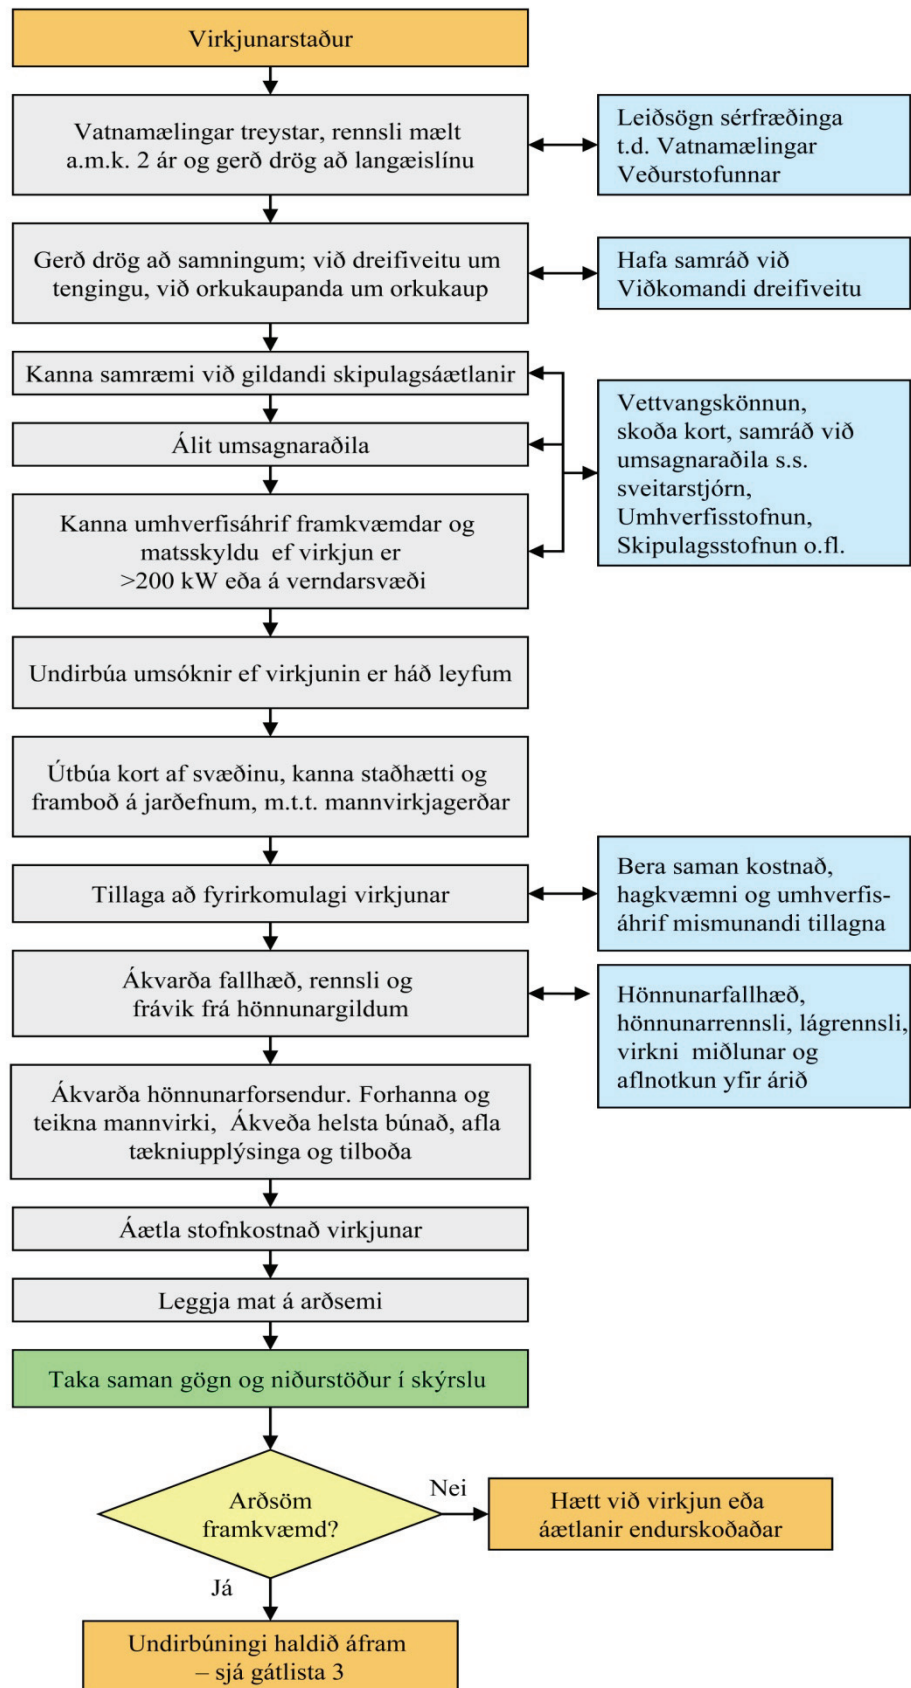 Virkjunarstaður
Vatnamælingar treystar, rennsli mælt
a.m.k. 2 ár og gerð drög að langæislínu
Leiðsögn sérfræðinga
t.d. Vatnamælingar
Veðurstofunnar
Gerð drög að samningum; við dreifiveitu um
tengingu, við orkukaupanda um orkukaup
Hafa samráð við
Viðkomandi dreifiveitu
Kanna samræmi við gildandi skipulagsáætlanir
Álit umsagnaraðila
Kanna umhverfisáhrif framkvæmdar og
matsskyldu ef virkjun er
>200 kW eða á verndarsvæði
Vettvangskönnun,
skoða kort, samráð við
umsagnaraðila s.s.
sveitarstjórn,
Umhverfisstofnun,
Skipulagsstofnun o.fl.
Undirbúa umsóknir ef virkjunin er háð leyfum
Útbúa kort af svæðinu, kanna staðhætti og
framboð á jarðefnum, m.t.t. mannvirkjagerðar
Tillaga að fyrirkomulagi virkjunar
Bera saman kostnað,
hagkvæmni og umhverfis-
áhrif mismunandi tillagna
Ákvarða fallhæð, rennsli og
frávik frá hönnunargildum
Hönnunarfallhæð,
hönnunarrennsli, lágrennsli,
virkni miðlunar og
aflnotkun yfir árið
Ákvarða hönnunarforsendur. Forhanna og
teikna mannvirki, Ákveða helsta búnað, afla
tækniupplýsinga og tilboða
Áætla stofnkostnað virkjunar
Leggja mat á arðsemi
Taka saman gögn og niðurstöður í skýrslu
Arðsöm
framkvæmd?
Nei
Hætt við virkjun eða
áætlanir endurskoðaðar
Já
Undirbúningi haldið áfram
– sjá gátlista 3